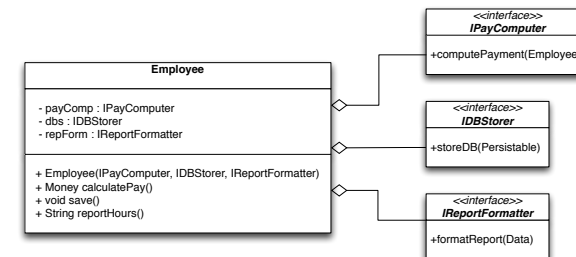 Employee
- payComp : IPayComputer
- dbs : IDBStorer
- repForm : IReportFormatter
+ Employee(IPayComputer, IDBStorer, IReportFormatter)
+ Money calculatePay()
+ void save()
+ String reportHours()
<<interface>>
IPayComputer
+computePayment(Employee
<<interface>>
IDBStorer
+storeDB(Persistable)
<<interface>>
IReportFormatter
+formatReport(Data)